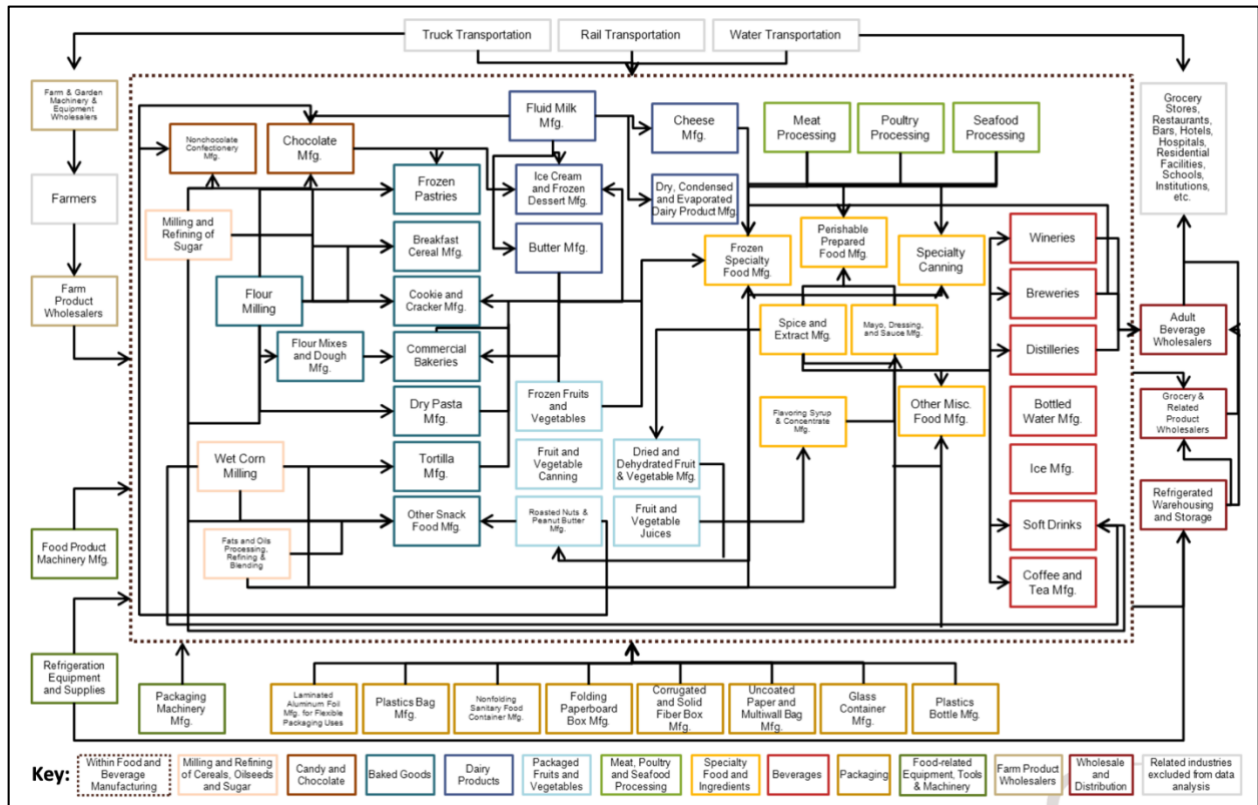 Truck Transportation
Rail Transportation
Water Transportation
Farm & Garden
Machinery &
Equipment
Wholesalers
Farmers
Farm
Product
Wholesalers
Food Product
Machinery Mfg.
Refrigeration
Equipment
and Supplies
Nonchocolate
Confectionery
Mfg.
Chocolate
Mfg.
Milling and
Refining of
Sugar
Flour
Milling
Flour Mixes
and Dough
Mfg.
Wet Corn
Milling
Fats and Oils
Processing,
Refining &
Blending
Frozen
Pastries
Breakfast
Cereal Mfg.
Cookie and
Cracker Mfg.
Commercial
Bakeries
Dry Pasta
Mfg.
Tortilla
Mfg.
Other Snack
Food Mfg.
Fluid Milk
Mfg.
Ice Cream
and Frozen
Dessert Mfg.
Butter Mfg.
Frozen Fruits
and
Vegetables
Fruit and
Vegetable
Canning
Roasted Nuts &
Peanut Butter
Mfg.
Cheese
Mfg.
Dry, Condensed
and Evaporated
Dairy Product Mfg.
Dried and
Dehydrated Fruit
& Vegetable Mfg.
Fruit and
Vegetable
Juices
Meat
Processing
Poultry
Processing
Seafood
Processing
Frozen
Specialty
Food Mfg.
Perishable
Prepared
Food Mfg.
Specialty
Canning
Spice and
Extract Mfg.
Mayo, Dressing,
and Sauce Mfg.
Flavoring Syrup
& Concentrate
Mfg.
Other Misc.
Food Mfg.
Wineries
Breweries
Distilleries
Bottled
Water Mfg.
Ice Mfg.
Soft Drinks
Coffee and
Tea Mfg.
Grocery
Stores,
Restaurants,
Bars, Hotels,
Hospitals,
Residential
Facilities,
Schools,
Institutions,
etc.
Adult
Beverage
Wholesalers
Grocery &
Related Product
Wholesalers
Refrigerated
Warehousing
and Storage
Packaging
Machinery
Mfg.
Laminated
Aluminum Foil
Mfg. for Flexible
Packaging Uses
Plastics Bag
Mfg.
Nonfolding
Sanitary Food
Container Mfg.
Folding
Paperboard
Box Mfg.
Corrugated
and Solid
Fiber Box
Mfg.
Uncoated
Paper and
Multiwall Bag
Mfg.
Glass
Container
Mfg.
Plastics
Bottle Mfg.
Key:
Within Food and
Beverage
Manufacturing
Milling and Refining
of Cereals, Oilseeds
and Sugar
Candy and
Chocolate
Baked Goods
Dairy
Products
Packaged
Fruits and
Vegetables
Meat, Poultry
and Seafood
Processing
Specialty
Food and
Ingredients
Beverages
Packaging
Food-related
Equipment, Tools
& Machinery
Farm Product
Wholesalers
Wholesale
and
Distribution
Related industries
excluded from data
analysis